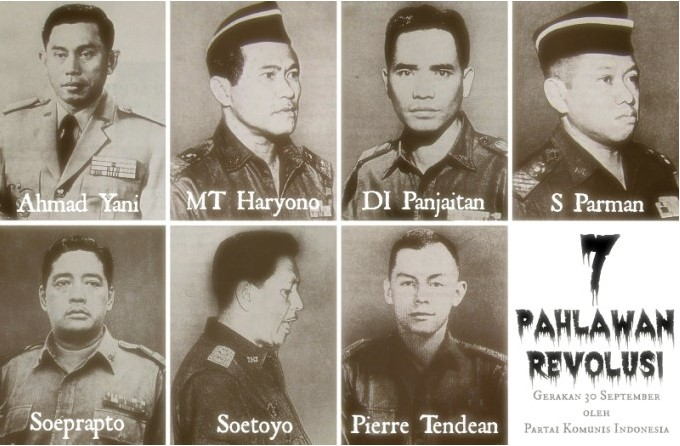 Ahmad Yani
MT Haryono
DI Panjaitan
S Parman
Soeprapto
Soetoyo
Pierre Tendean
7
PAHLAWAN
REVOLUSI
GERAKAN 30 SEPTEMBER
OLEH
PARTAI KOMUNIS INDONESIA